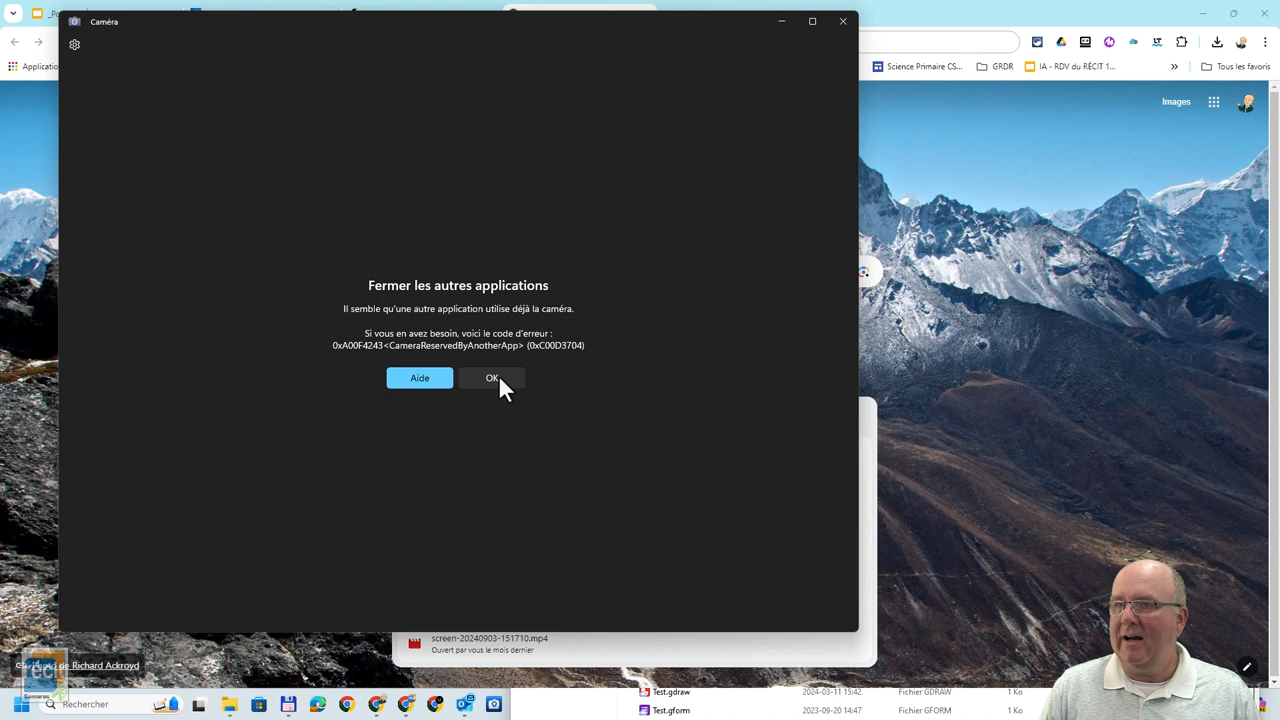 Caméra
Applicatio
Science Primaire CS...
GRDR
IA - RDV du RÉCIT 1...
»
Tous les favoris
Images
Fermer les autres applications
Il semble qu'une autre application utilise déjà la caméra.
Si vous en avez besoin, voici le code d'erreur :
0xA00F4243<CameraReservedByAnotherApp> (0xC00D3704)
Aide
OK
screen-20240903-151710.mp4
Ouvert par vous le mois dernier
de Richard Ackroyd
Test.gdraw
2024-03-11 15:42
Fichier GDRAW
1 Ko
Rechercher
Test.gform
2023-09-20 14:47
Fichier GFORM
1 Ko